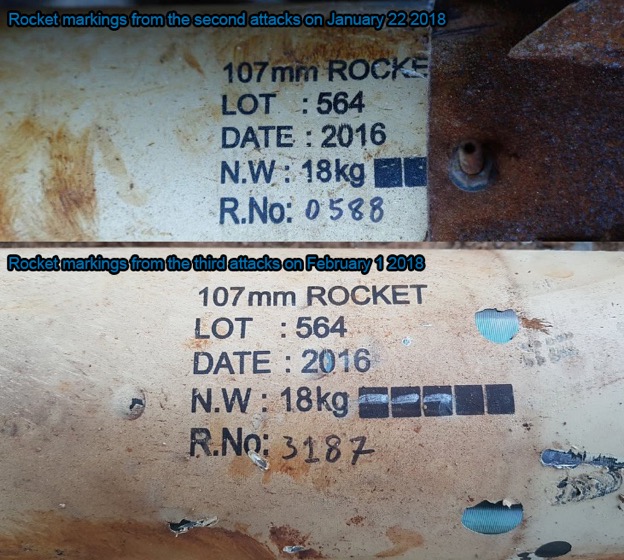 Rocket markings from the second attacks on January 22 2018
107mm ROCKE
LOT : 564
DATE : 2016
N.W : 18kg
R.No: 0588
Rocket markings from the third attacks on February 1 2018
107mm ROCKET
LOT : 564
DATE : 2016
N.W : 18kg
R.No: 3187